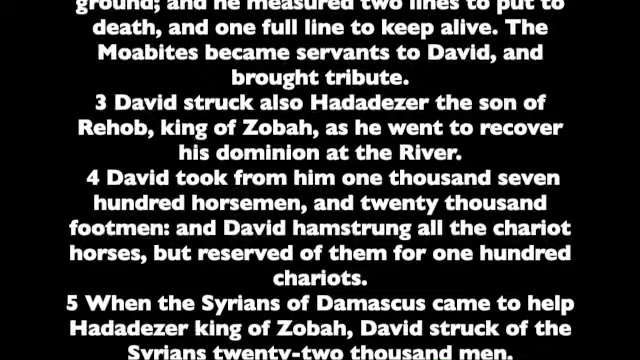 ground; and he measured two lines to put to
death, and one full line to keep alive. The
Moabites became servants to David, and
brought tribute.
3 David struck also Hadadezer the son of
Rehob, king of Zobah, as he went to recover
his dominion at the River.
4 David took from him one thousand seven
hundred horsemen, and twenty thousand
footmen: and David hamstrung all the chariot
horses, but reserved of them for one hundred
chariots.
5 When the Syrians of Damascus came to help
Hadadezer king of Zobah, David struck of the
Syrians twenty-two thousand men.